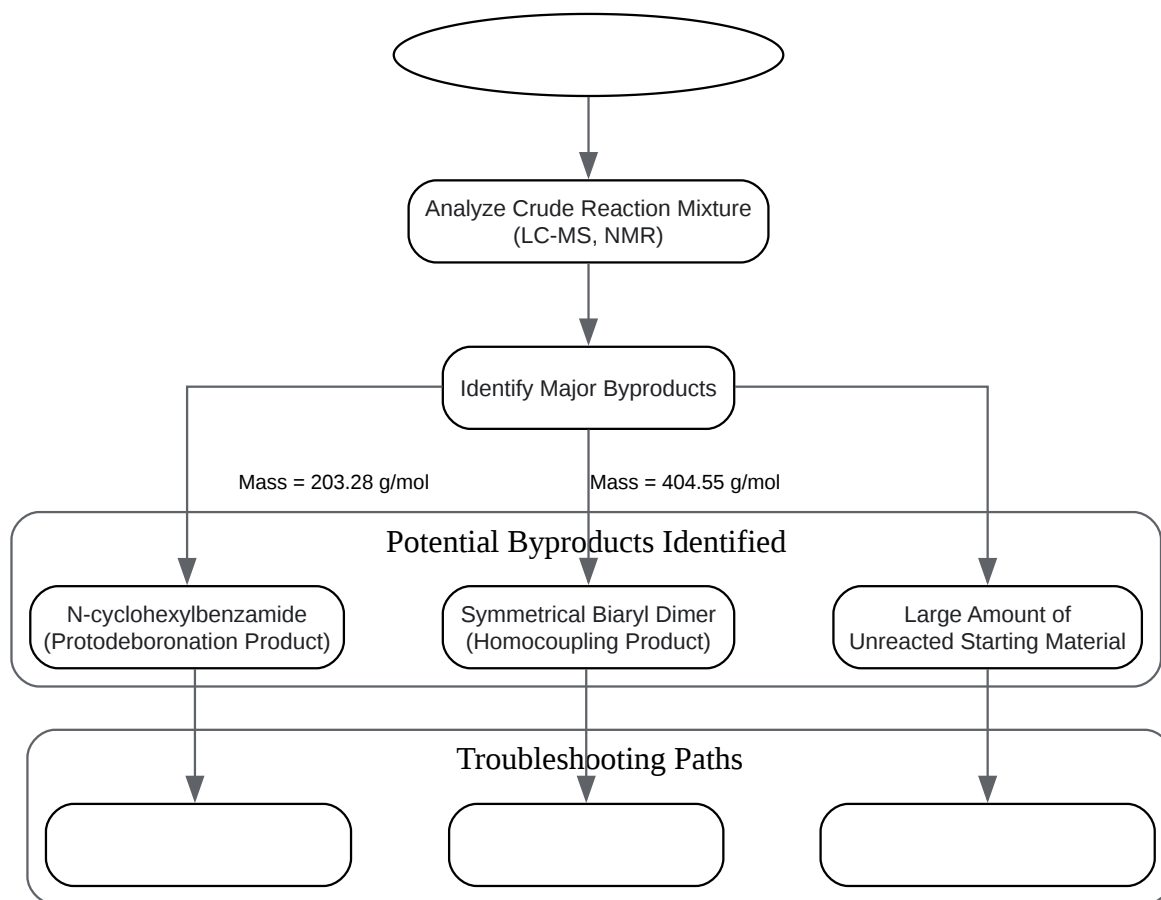 Analyze Crude Reaction Mixture
(LC-MS, NMR)
Identify Major Byproducts
Mass = 203.28 g/mol
Mass = 404.55 g/mol
Potential Byproducts Identified
N-cyclohexylbenzamide
(Protodeboronation Product)
Symmetrical Biaryl Dimer
(Homocoupling Product)
Large Amount of
Unreacted Starting Material
Troubleshooting Paths